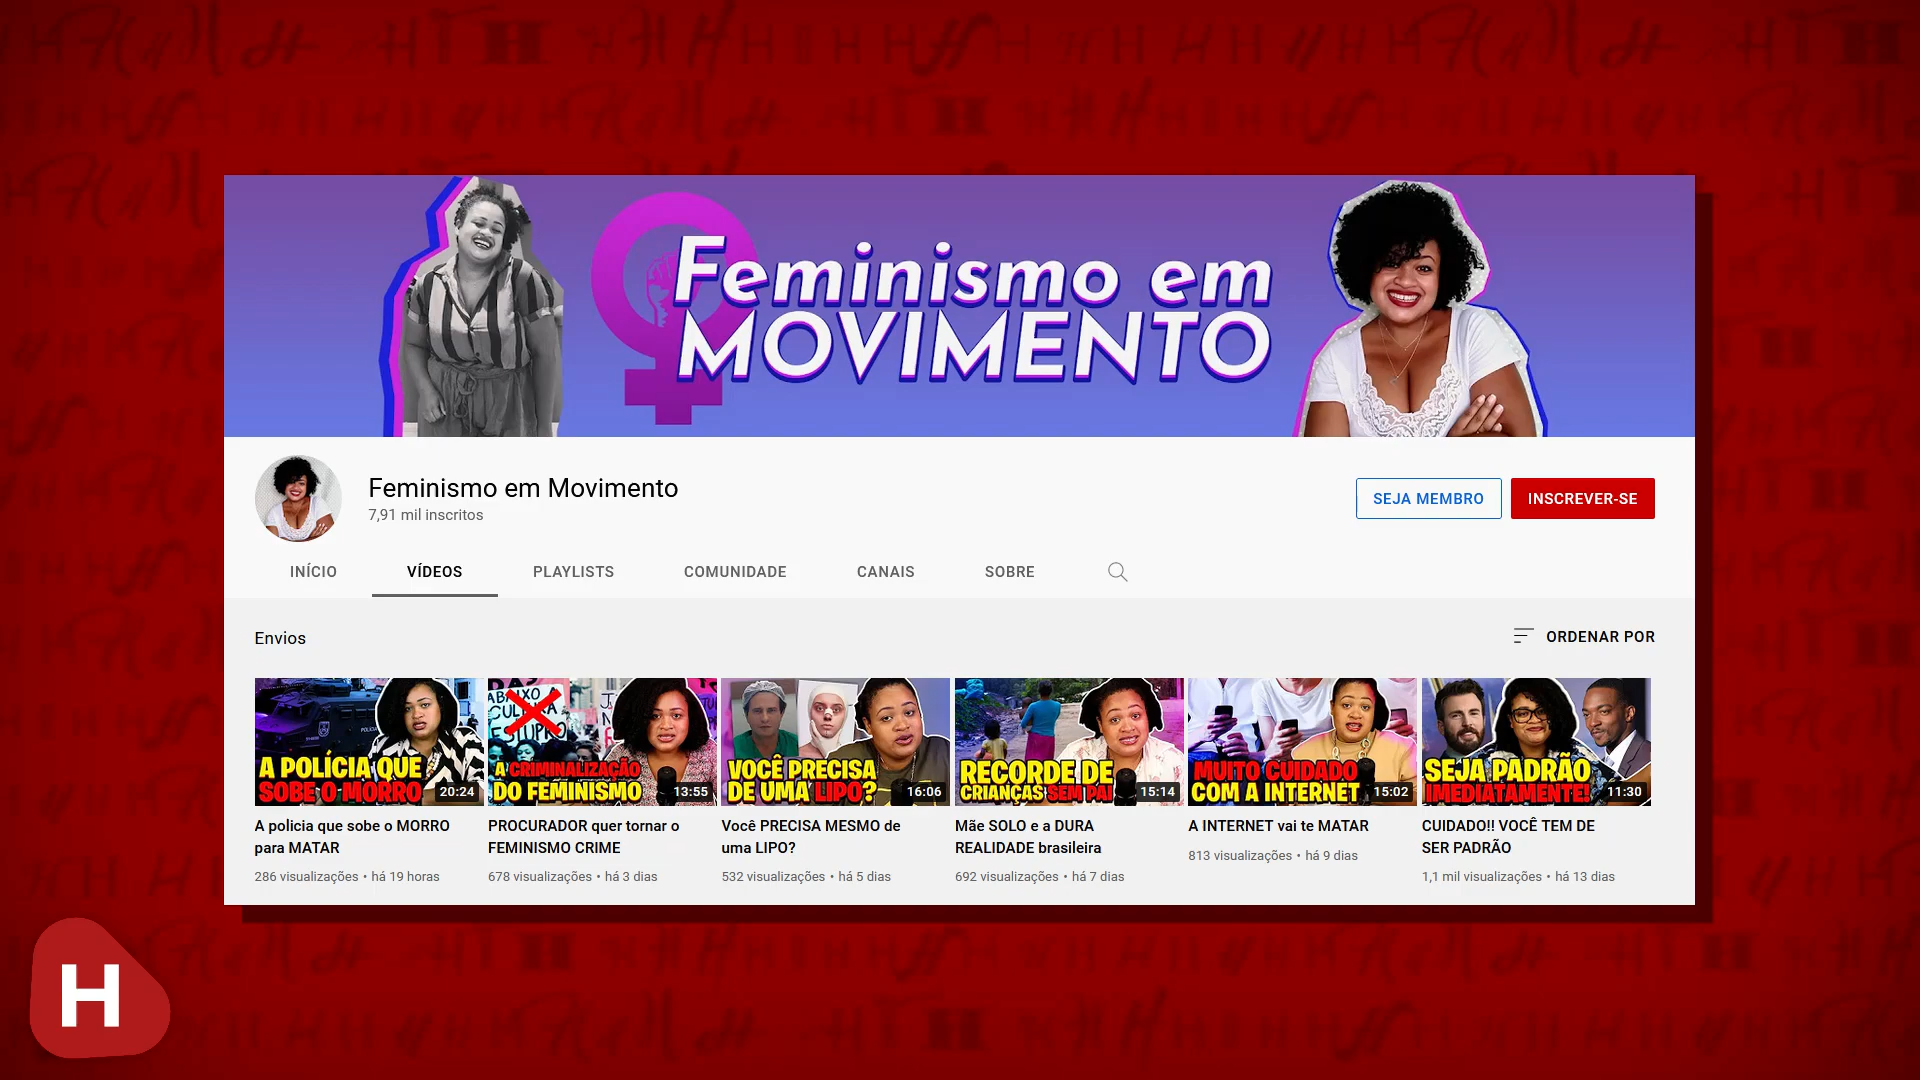 Feminismo em
MOVIMENTO
Feminismo em Movimento
7,91 mil inscritos
SEJA MEMBRO
INSCREVER-SE
INÍCIO
VÍDEOS
PLAYLISTS
COMUNIDADE
CANAIS
SOBRE
Envios
ORDENAR POR
POLICIA
A POLÍCIA QUE
SOBE O MORRO
20:24
A policia que sobe o MORRO
para MATAR
286 visualizações • há 19 horas
ABAIXO A
CULTURA
ESTUPRO
A CRIMINALIZAÇÃO
DO FEMINISMO
13:55
PROCURADOR quer tornar o
FEMINISMO CRIME
678 visualizações • há 3 dias
VOCÊ PRECISA
DE UMA LIPO?
16:06
Você PRECISA MESMO de
uma LIPO?
532 visualizações • há 5 dias
RECORDE DE
CRIANÇAS SEM PAI
15:14
Mãe SOLO e a DURA
REALIDADE brasileira
692 visualizações • há 7 dias
MUITO CUIDADO
COM A INTERNET
15:02
A INTERNET vai te MATAR
813 visualizações • há 9 dias
SEJA PADRÃO
IMEDIATAMENTE!
11:30
CUIDADO!! VOCÊ TEM DE
SER PADRÃO
1,1 mil visualizações • há 13 dias
H